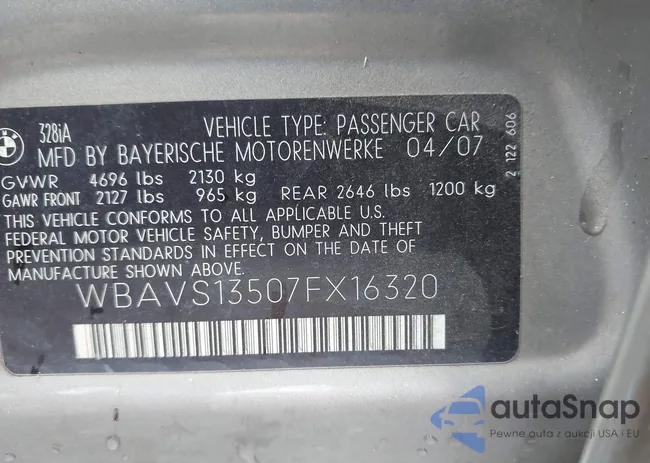 328iA VEHICLE TYPE: PASSENGER CAR
MFD BY BAYERISCHE MOTORENWERKE 04/07
GVWR 4696 lbs 2130 kg
GAWR FRONT 2127 lbs 965 kg REAR 2646 lbs 1200 kg
THIS VEHICLE CONFORMS TO ALL APPLICABLE U.S.
FEDERAL MOTOR VEHICLE SAFETY, BUMPER AND THEFT
PREVENTION STANDARDS IN EFFECT ON THE DATE OF
MANUFACTURE SHOWN ABOVE.
WBAVS13507FX16320
2 122 606
autaSnap
Pewne auta z aukcji USA i EU